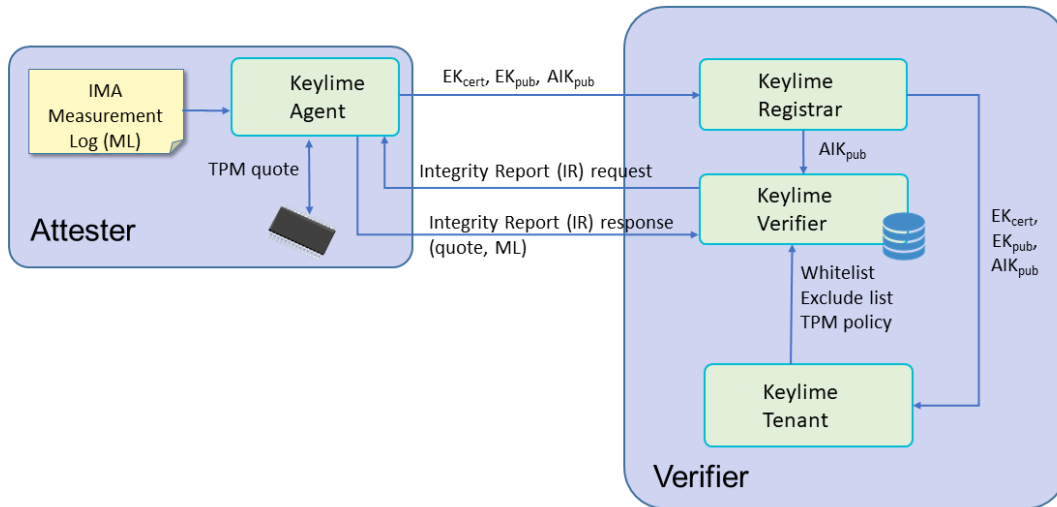 IMA
Measurement
Log (ML)
Keylime
Agent
TPM quote
Attester
EKcert, EKpub, AIKpub
Integrity Report (IR) request
Integrity Report (IR) response
(quote, ML)
Keylime
Registrar
AIKpub
Keylime
Verifier
EKcert,
EKpub,
AIKpub
Whitelist
Exclude list
TPM policy
Keylime
Tenant
Verifier